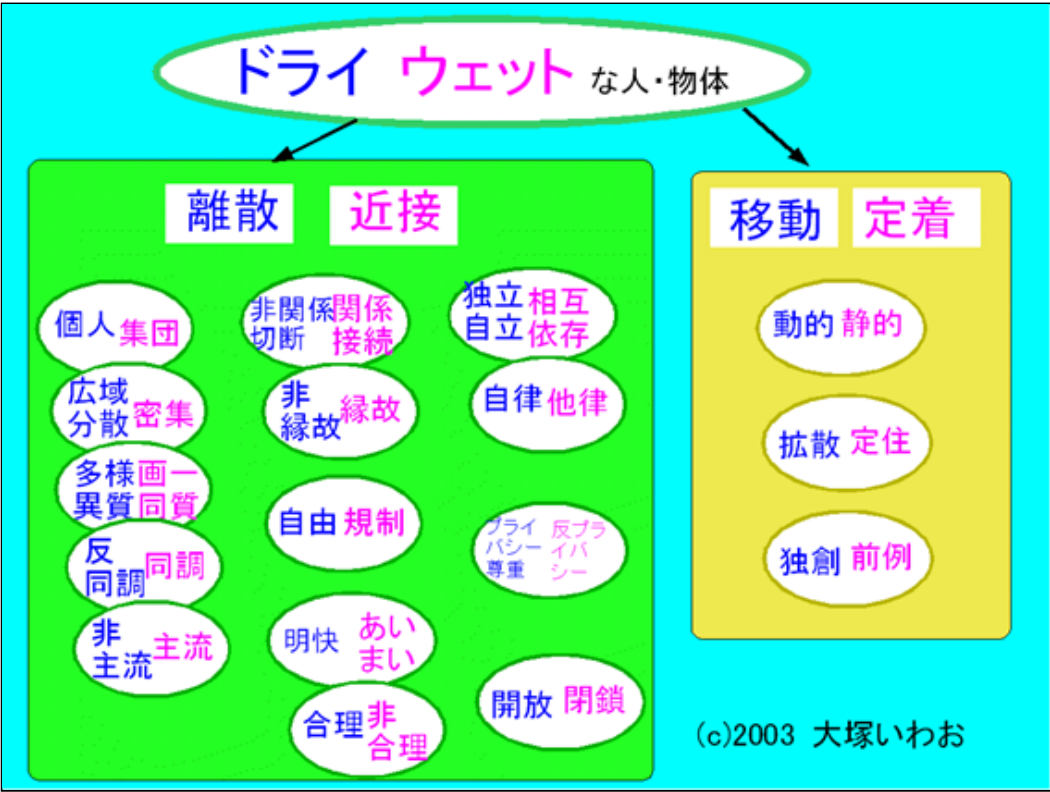 ドライ ウェット な人・物体
離散 近接
移動 定着
個人 集団
広域 密集
分散
多様 画一
異質 同質
反 同調
同調
非 主流
主流
非関係 関係
切断 接続
非 縁故
縁故
自由 規制
明快 あい
まい
合理 非
合理
独立 相互
自立 依存
自律 他律
プライ 反プラ
バシー イバ
尊重 シー
開放 閉鎖
動的 静的
拡散 定住
独創 前例
(c)2003 大塚いわお